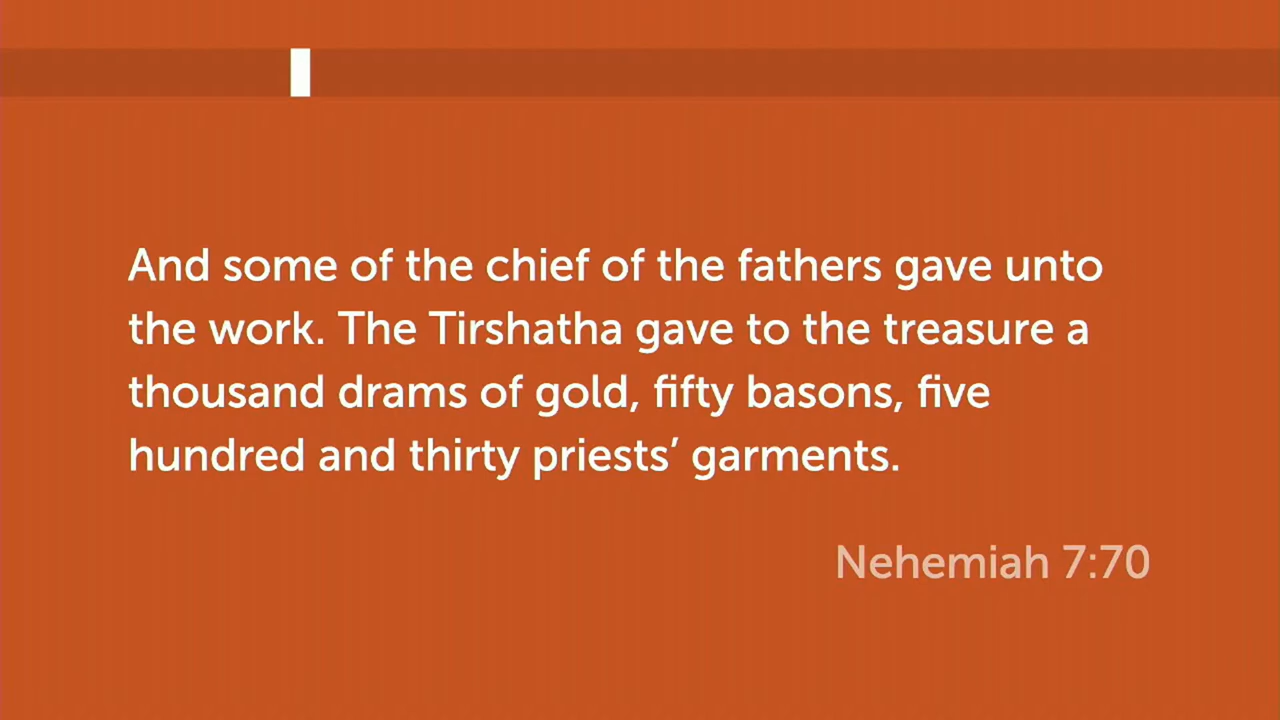 And some of the chief of the fathers gave unto
the work. The Tirshatha gave to the treasure a
thousand drams of gold, fifty basons, five
hundred and thirty priests’ garments.
Nehemiah 7:70